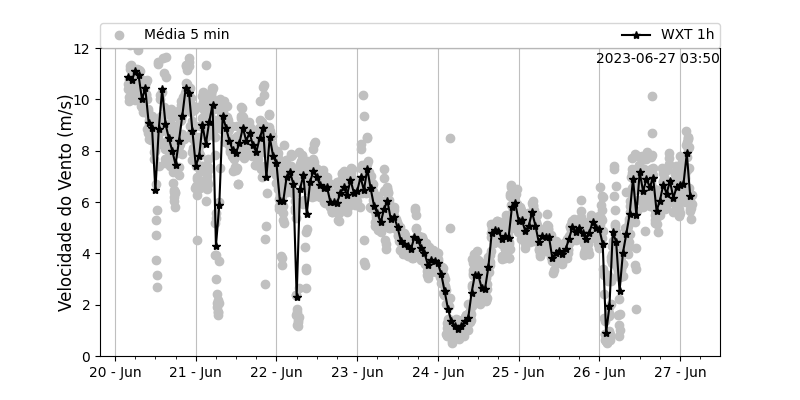 Média 5 min
WXT 1h
2023-06-27 03:50
Velocidade do Vento (m/s)
12
10
8
6
4
2
0
20 - Jun
21 - Jun
22 - Jun
23 - Jun
24 - Jun
25 - Jun
26 - Jun
27 - Jun